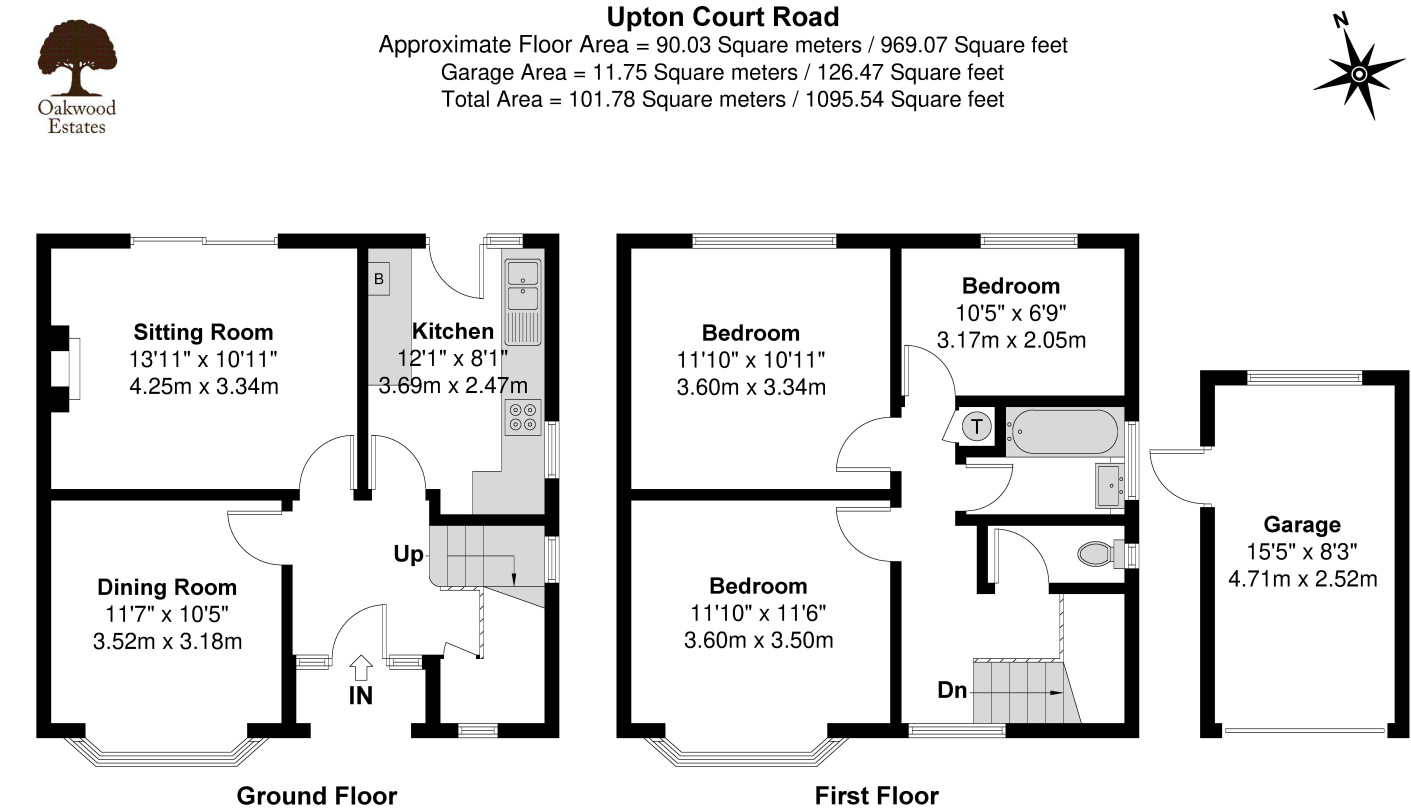 Upton Court Road
Approximate Floor Area = 90.03 Square meters / 969.07 Square feet
Garage Area = 11.75 Square meters / 126.47 Square feet
Total Area = 101.78 Square meters / 1095.54 Square feet
Oakwood
Estates
N
B
Sitting Room
13'11" x 10'11"
4.25m x 3.34m
Kitchen
12'1" x 8'1"
3.69m x 2.47m
Up
Dining Room
11'7" x 10'5"
3.52m x 3.18m
IN
Ground Floor
Bedroom
11'10" x 10'11"
3.60m x 3.34m
Bedroom
10'5" x 6'9"
3.17m x 2.05m
T
Bedroom
11'10" x 11'6"
3.60m x 3.50m
Dn
First Floor
Garage
15'5" x 8'3"
4.71m x 2.52m